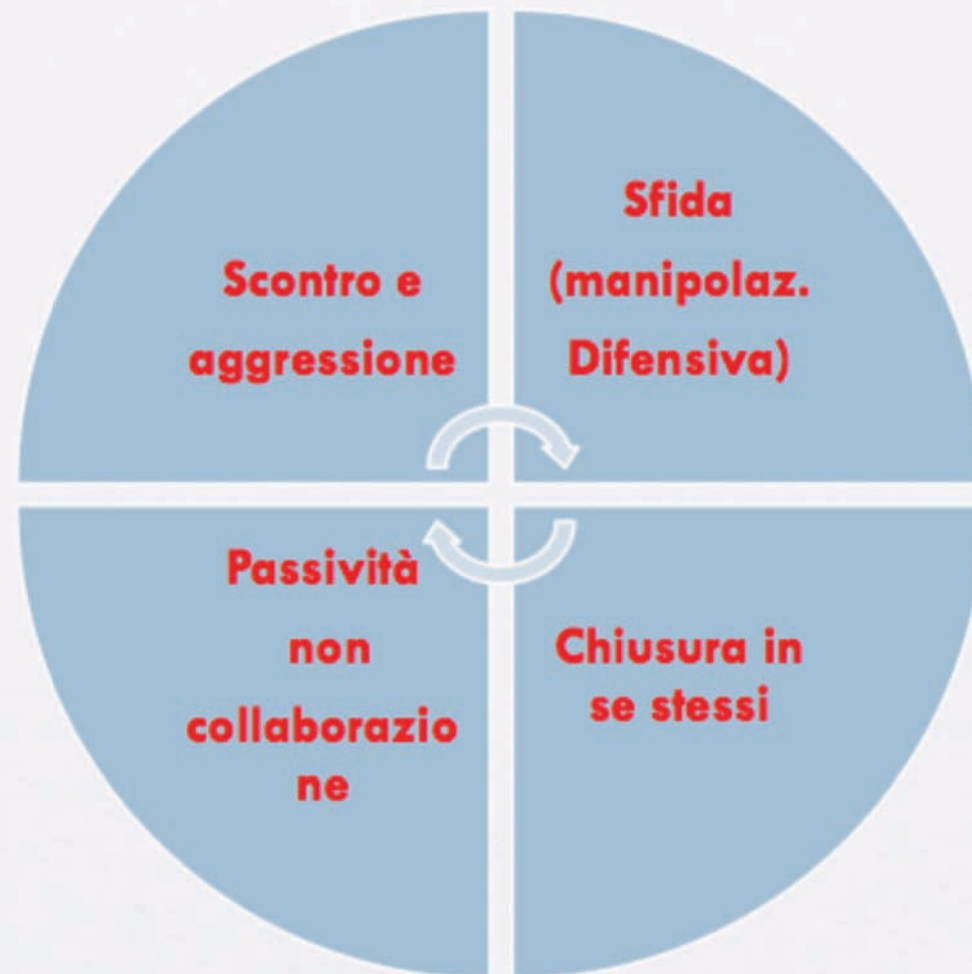 Scontro e
aggressione
Sfida
(manipolaz.
Difensiva)
Passività
non
collaborazio
ne
Chiusura in
se stessi